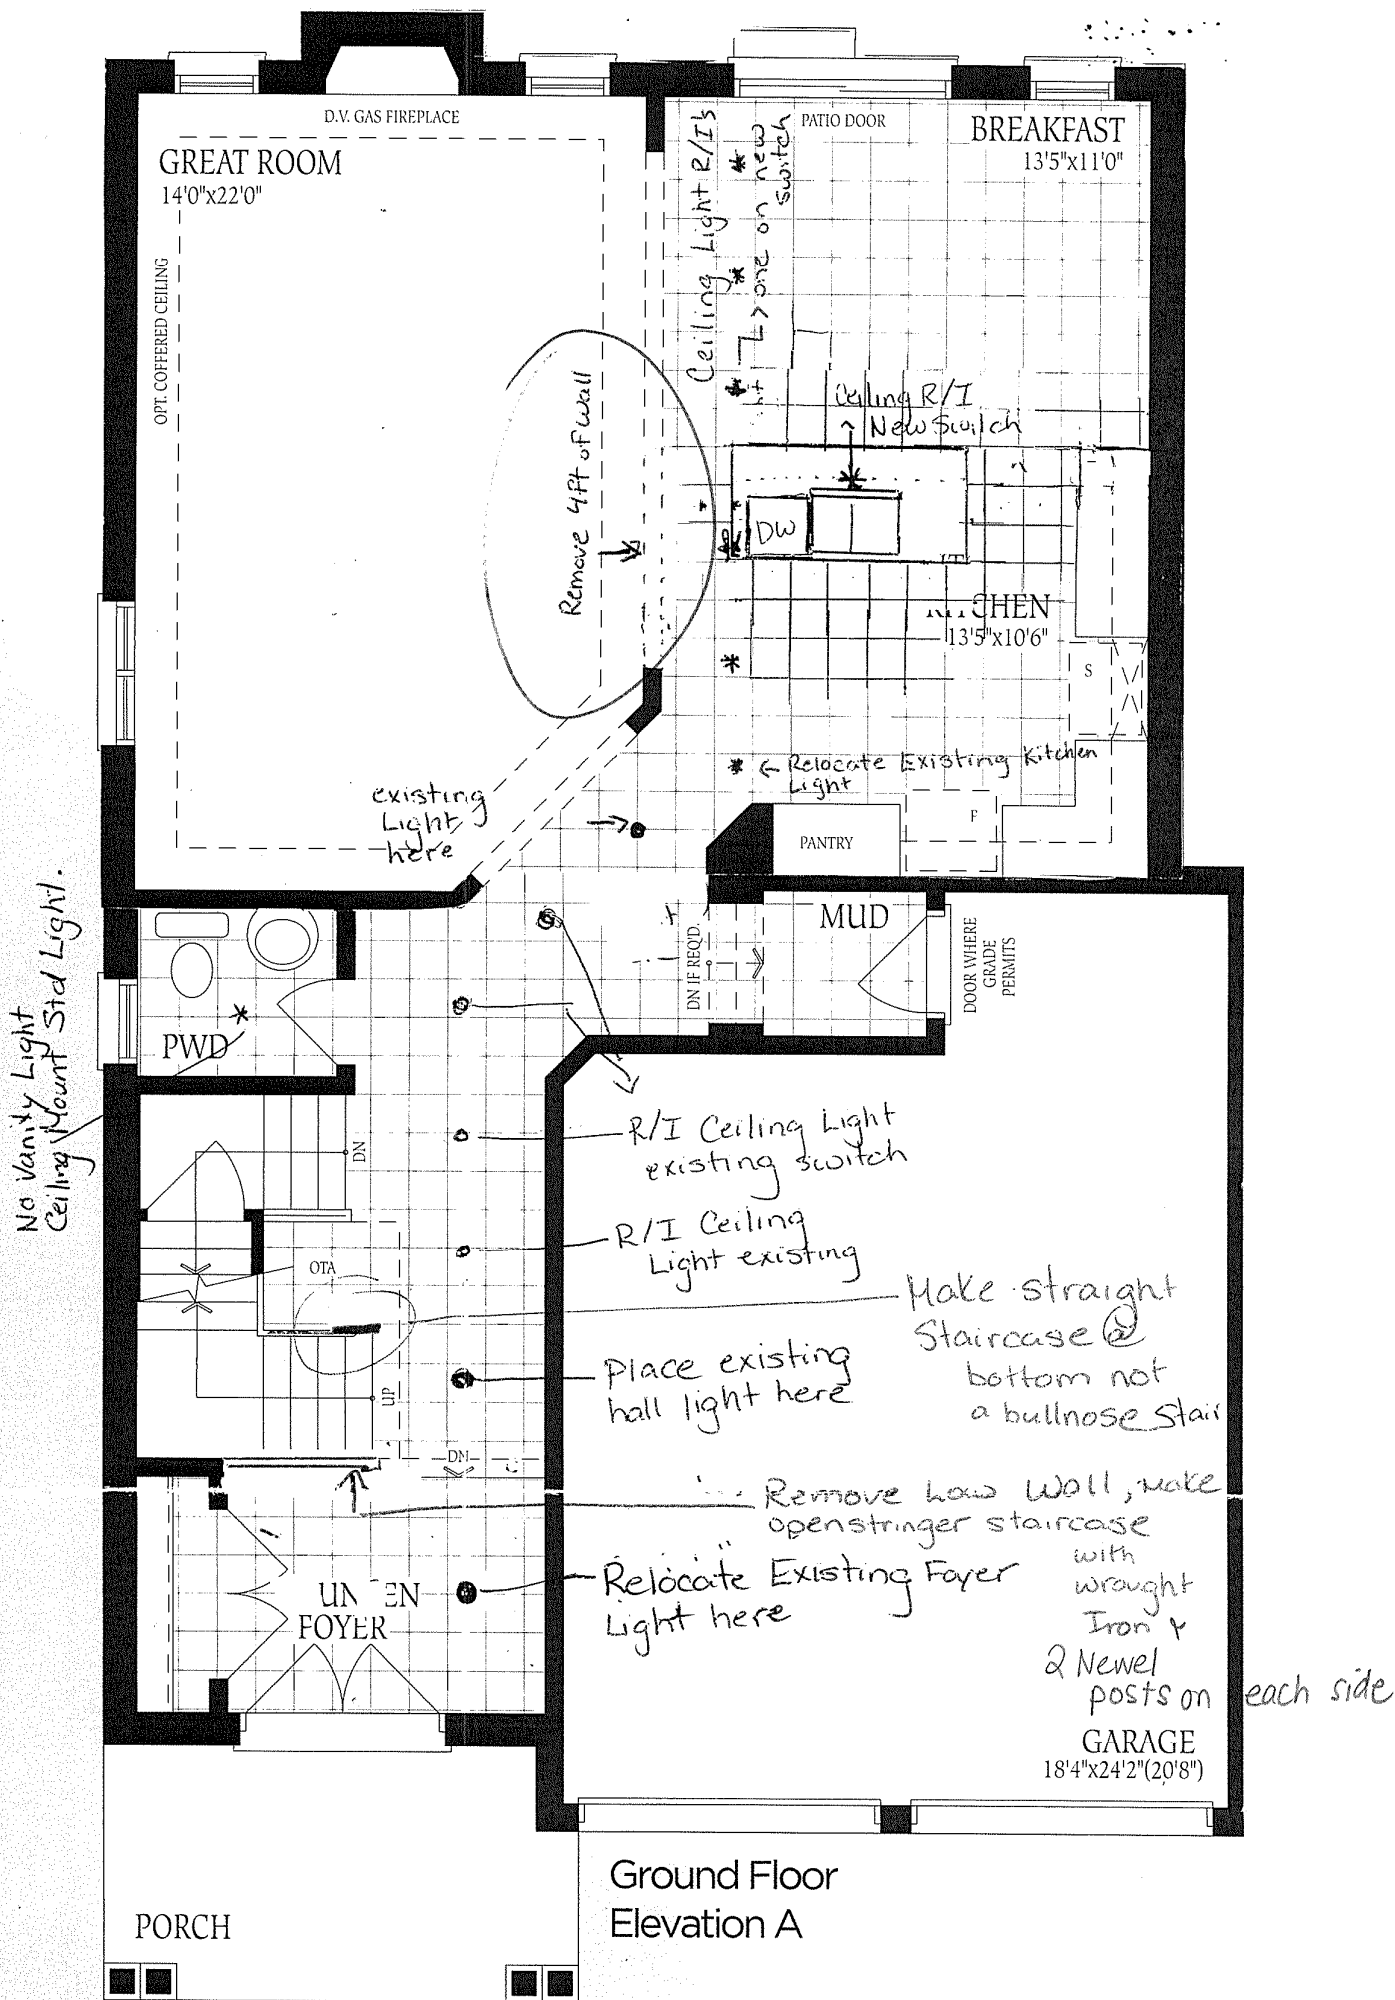 D.V. GAS FIREPLACE
GREAT ROOM
14'0"x22'0"
OPT. COFFERED CEILING
PATIO DOOR
BREAKFAST
13'5"x11'0"
Ceiling Light R/I's
one on new
switch
Ceiling R/I
New Switch
DW
Remove 4ft of wall
KITCHEN
13'5"x10'6"
S
← Relocate Existing Kitchen
Light
existing
Light
here
PANTRY
F
MUD
DN IF REQ'D.
DOOR WHERE
GRADE
PERMITS
PWD
No Vanity Light
Ceiling Mount Std Light.
DN
R/I Ceiling Light
existing switch
R/I Ceiling
Light existing
OTA
Make straight
Staircase @
bottom not
a bullnose stair
Place existing
hall light here
UP
DN
Remove Low Wall, Make
openstringer staircase
with
wrought
Iron &
2 Newel
posts on each side
Relocate Existing Foyer
Light here
FOYER
GARAGE
18'4"x24'2"(20'8")
Ground Floor
Elevation A
PORCH